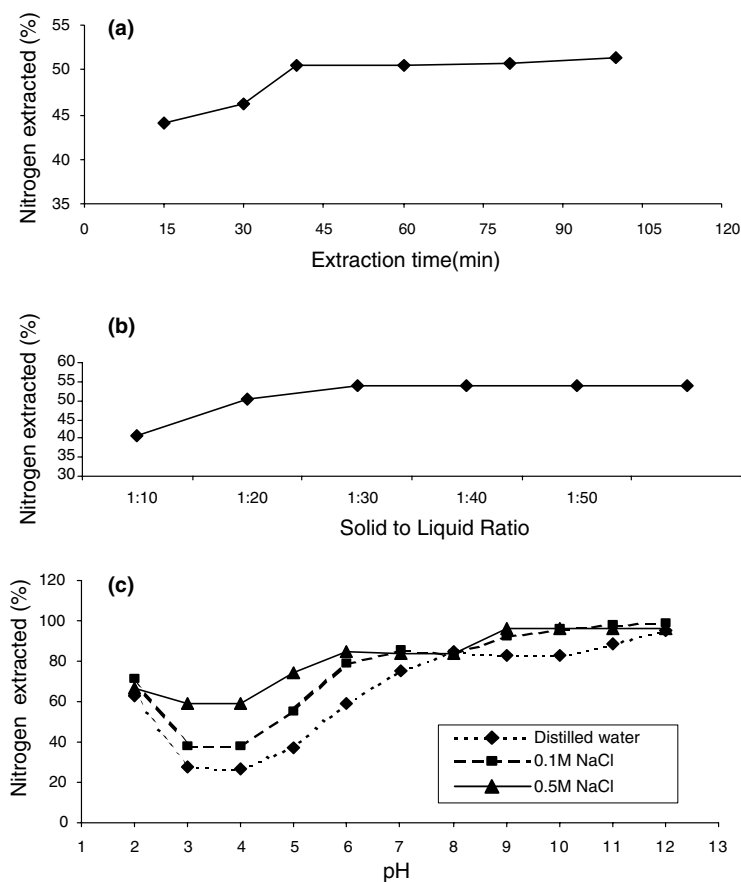 (a)
Nitrogen extracted (%)
55
50
45
40
35
0 15 30 45 60 75 90 105 120
Extraction time(min)
(b)
Nitrogen extracted (%)
60
55
50
45
40
35
30
1:10 1:20 1:30 1:40 1:50
Solid to Liquid Ratio
(c)
Nitrogen extracted (%)
120
100
80
60
40
20
0
Distilled water
0.1M NaCl
0.5M NaCl
1 2 3 4 5 6 7 8 9 10 11 12 13
pH